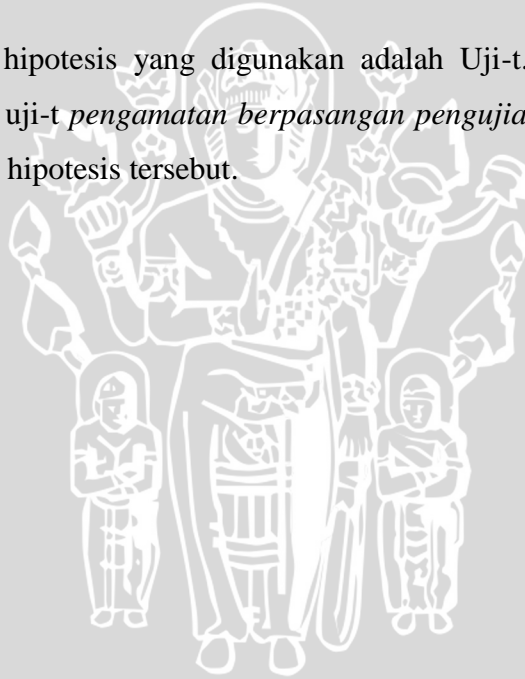 hipotesis yang digunakan adalah Uji-t.
uji-t pengamatan berpasangan pengujia
hipotesis tersebut.